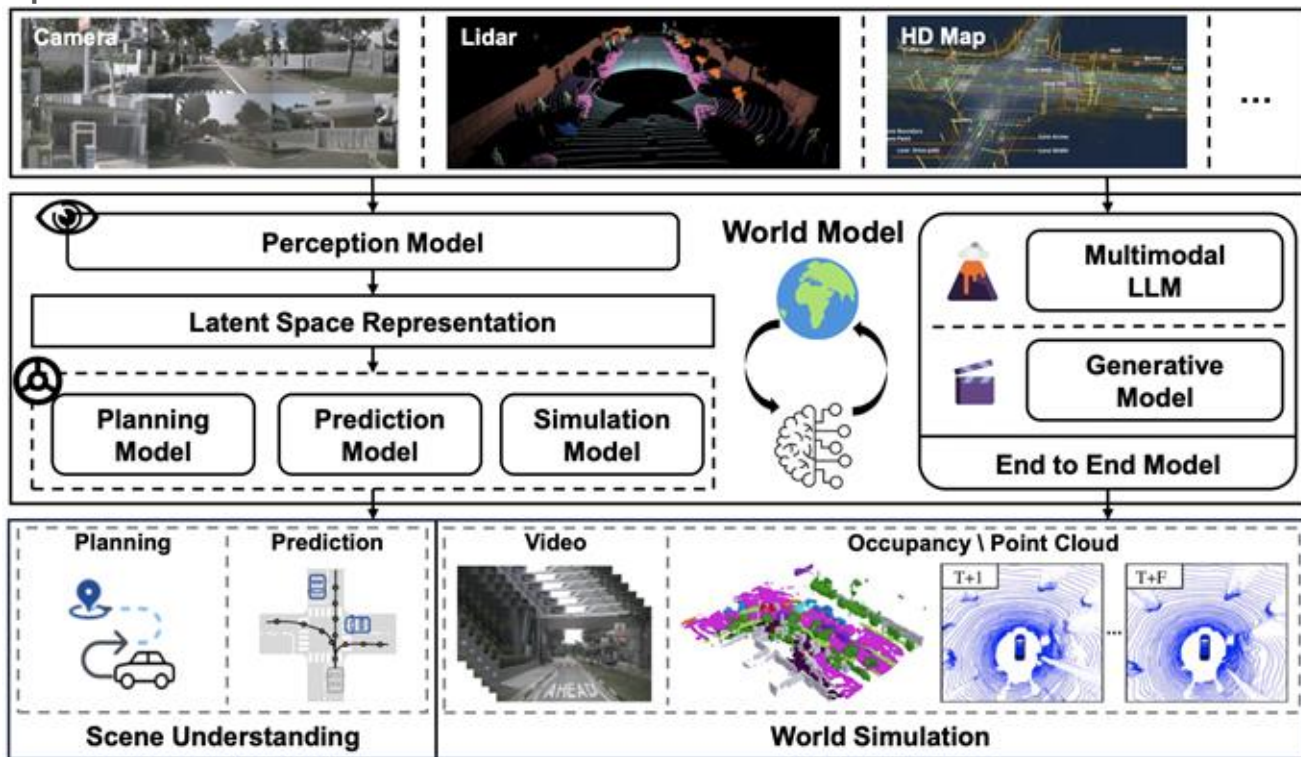 Camera
Lidar
HD Map
...
Perception Model
World Model
Multimodal
LLM
Latent Space Representation
Generative
Model
Planning
Model
Prediction
Model
Simulation
Model
End to End Model
Planning
Prediction
Video
Occupancy \ Point Cloud
T+1
...
T+F
AHEAD
Scene Understanding
World Simulation